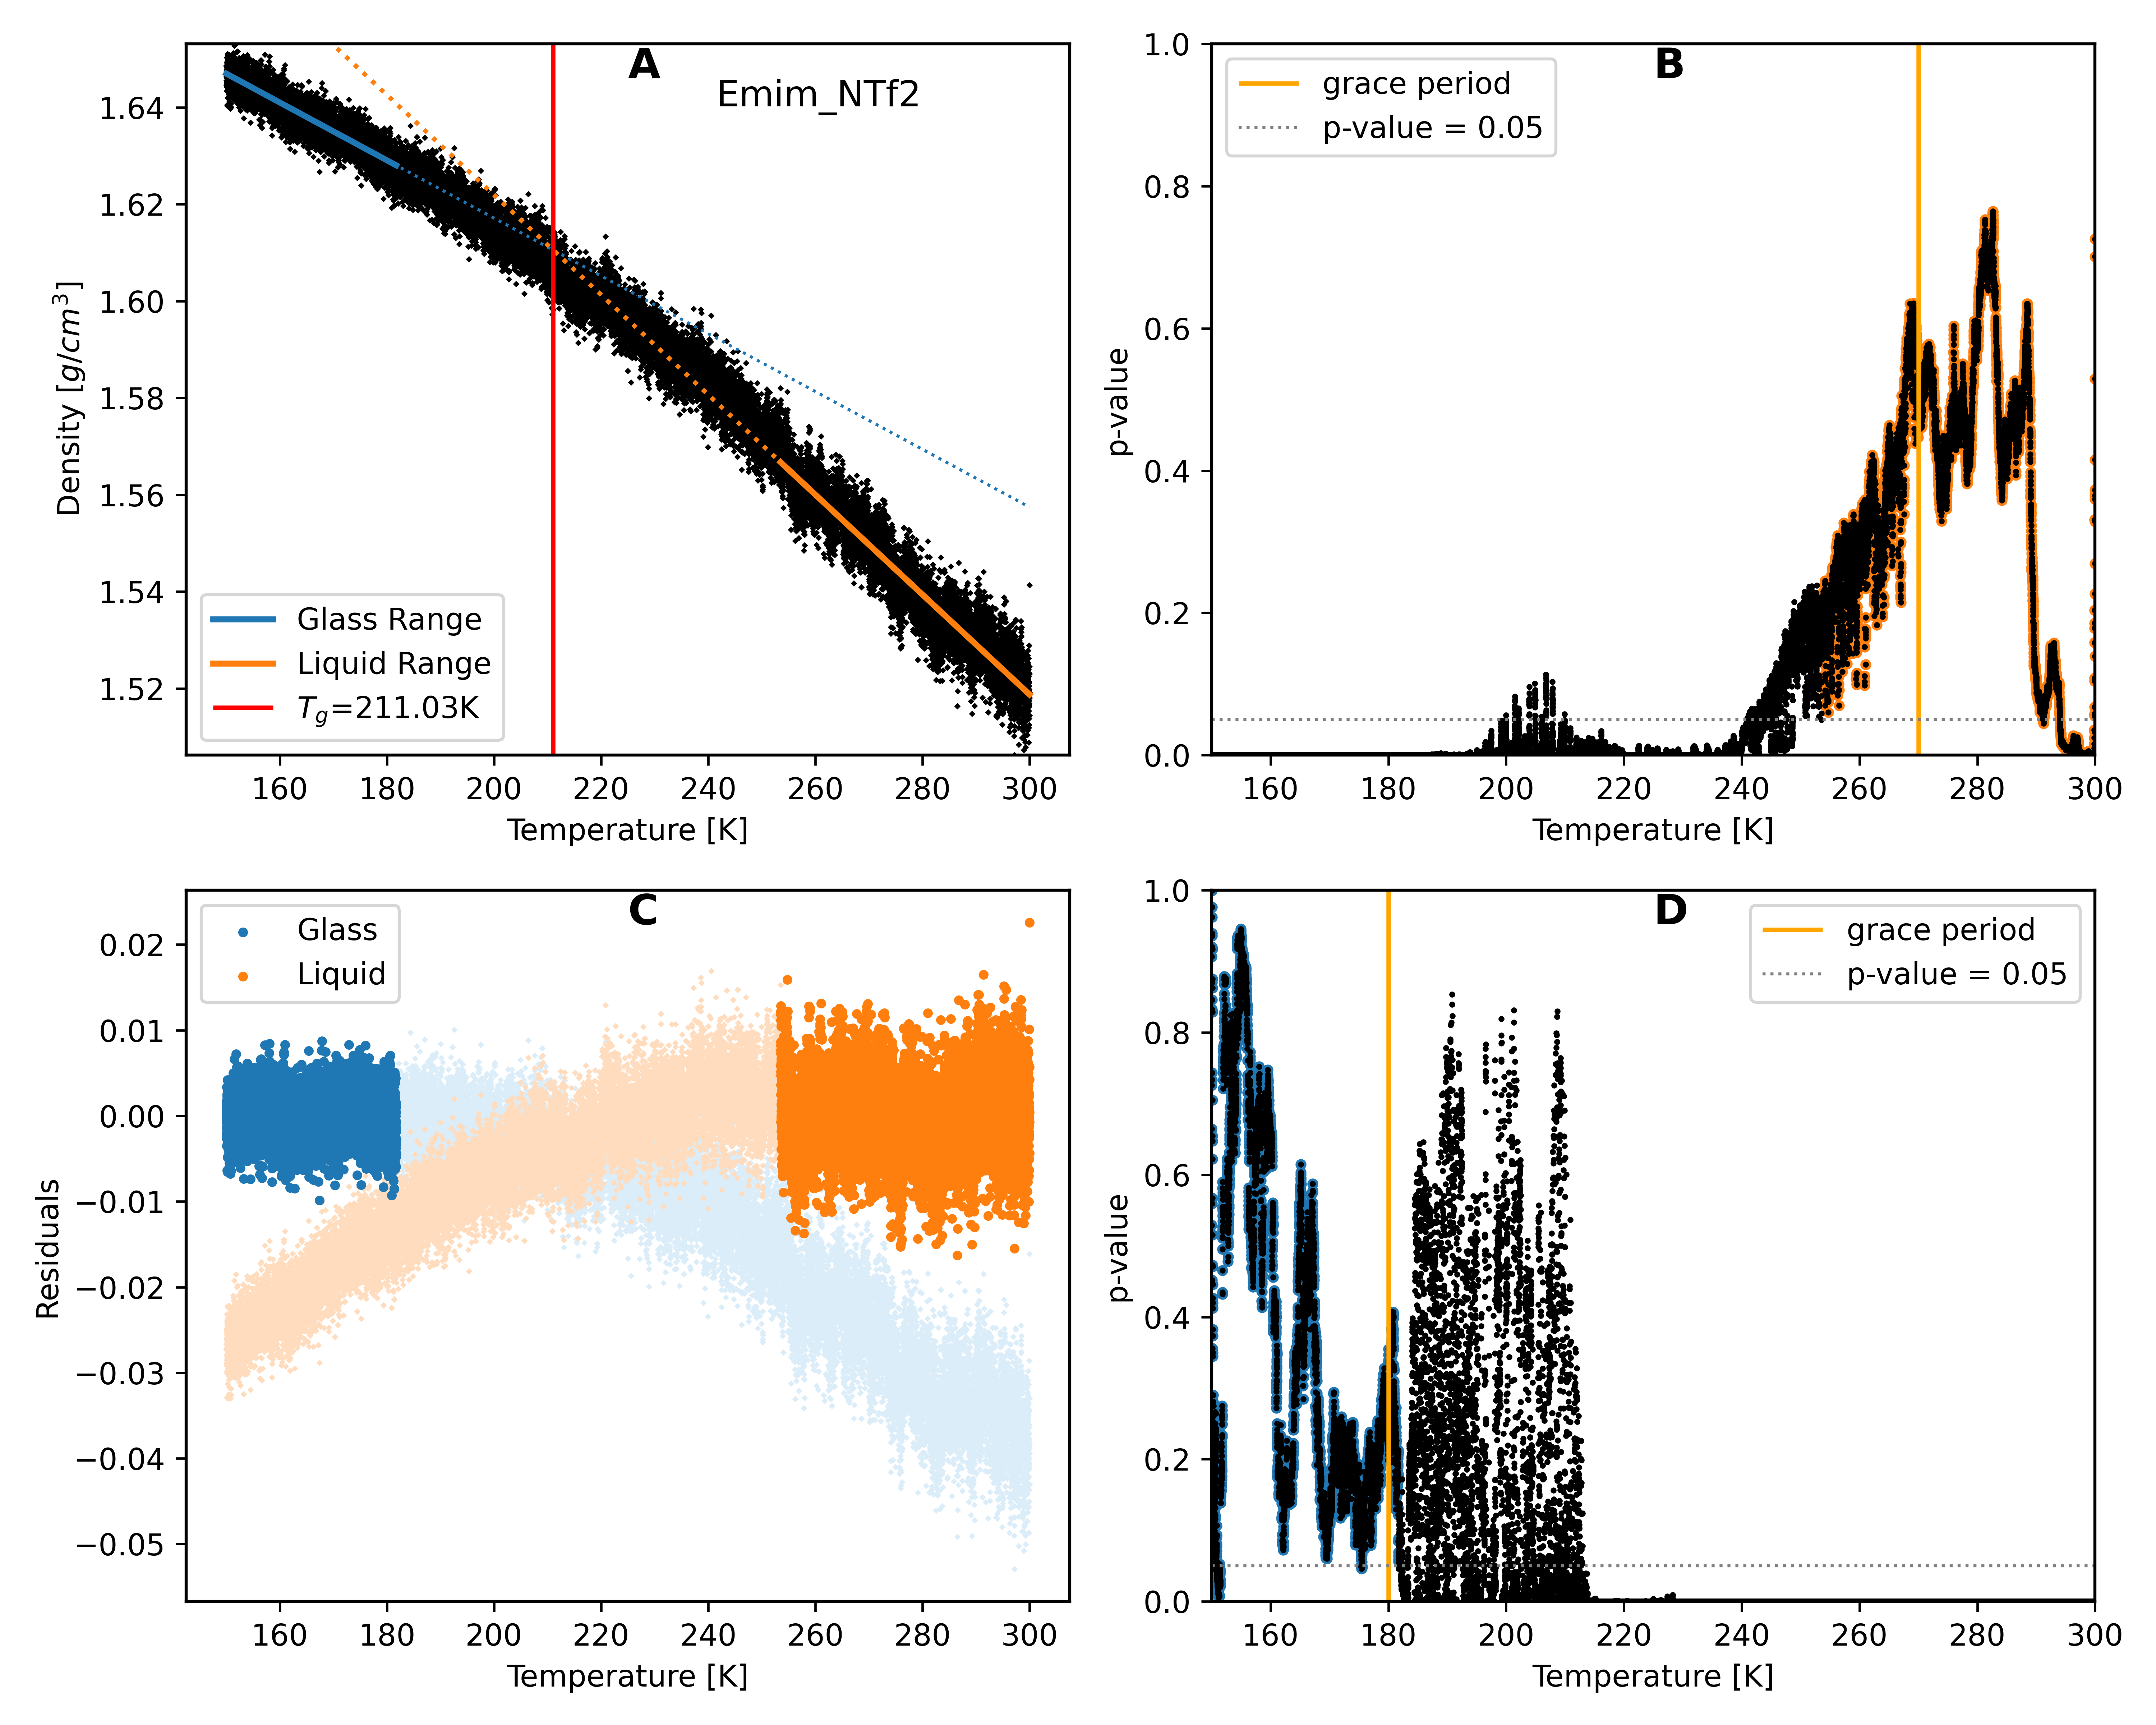 A
Emim_NTf2
1.64
1.62
1.60
1.58
1.56
1.54
1.52
Density [g/cm³]
Glass Range
Liquid Range
T_g=211.03K
160 180 200 220 240 260 280 300
Temperature [K]
B
grace period
p-value = 0.05
1.0
0.8
0.6
0.4
0.2
0.0
p-value
160 180 200 220 240 260 280 300
Temperature [K]
C
Glass
Liquid
0.02
0.01
0.00
−0.01
−0.02
−0.03
−0.04
−0.05
Residuals
160 180 200 220 240 260 280 300
Temperature [K]
D
grace period
p-value = 0.05
1.0
0.8
0.6
0.4
0.2
0.0
p-value
160 180 200 220 240 260 280 300
Temperature [K]